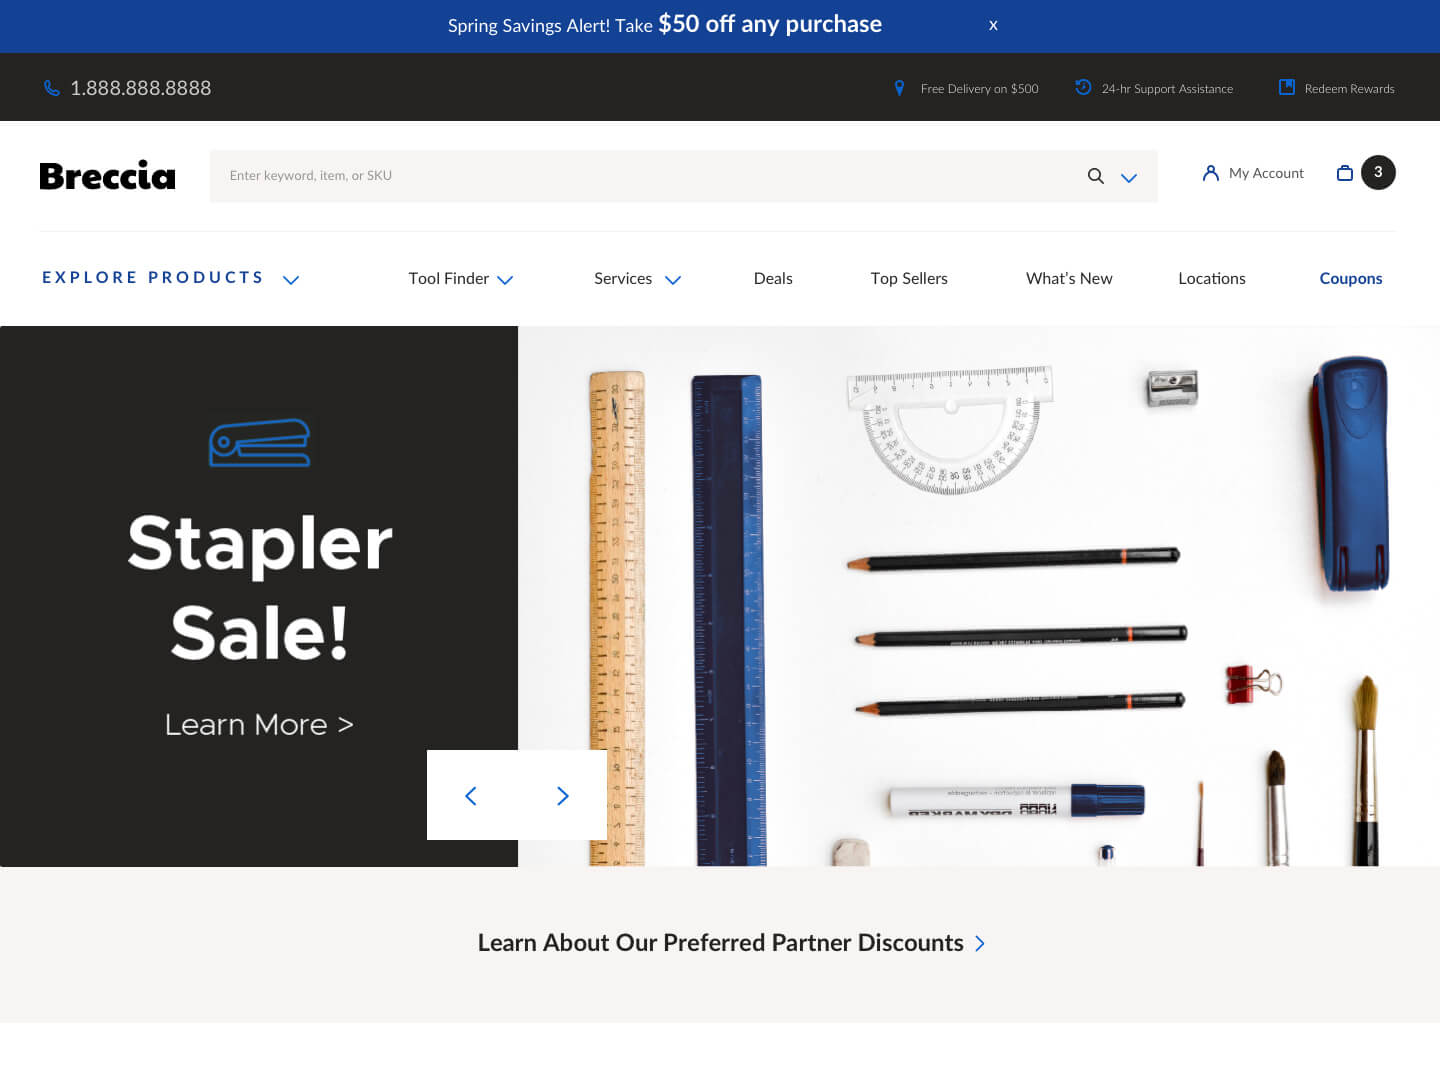 Spring Savings Alert! Take $50 off any purchase x
1.888.888.8888
Free Delivery on $500
24-hr Support Assistance
Redeem Rewards
Breccia
Enter keyword, item, or SKU
My Account
3
EXPLORE PRODUCTS
Tool Finder
Services
Deals
Top Sellers
What's New
Locations
Coupons
Stapler
Sale!
Learn More >
Learn About Our Preferred Partner Discounts >